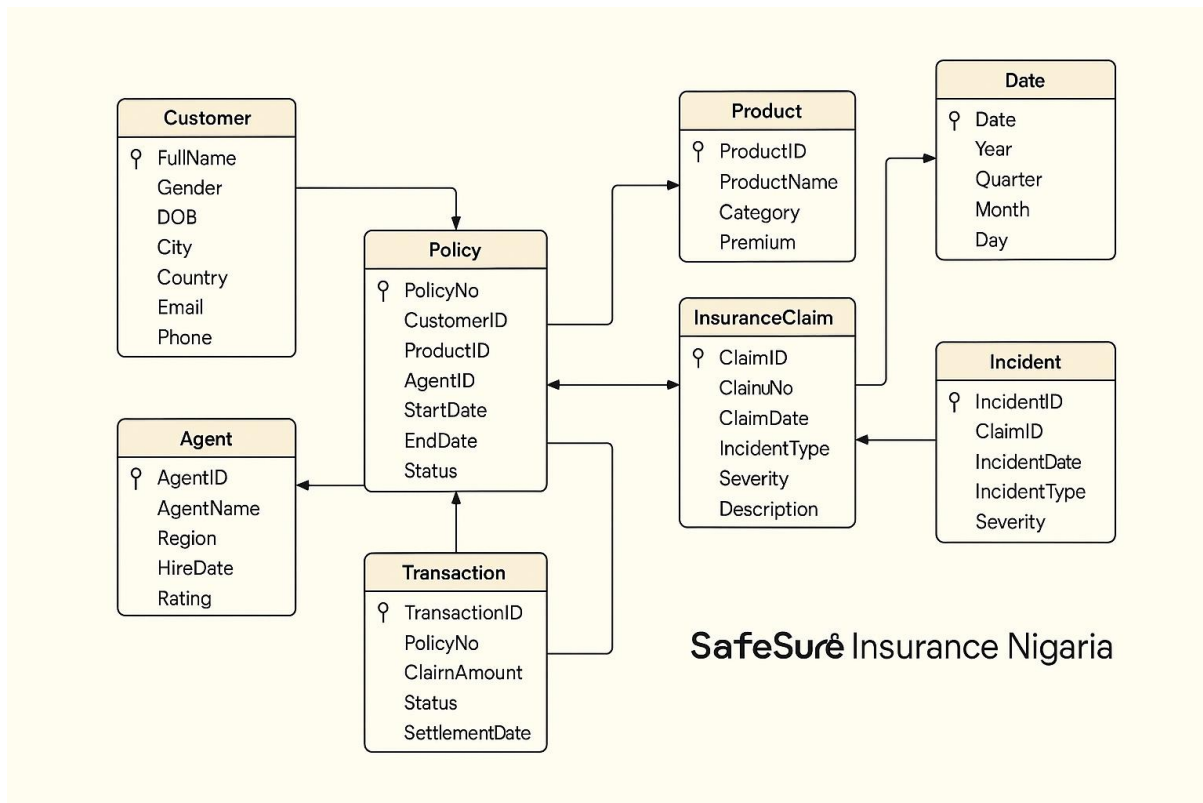 Customer
FullName
Gender
DOB
City
Country
Email
Phone
Agent
AgentID
AgentName
Region
HireDate
Rating
Policy
PolicyNo
CustomerID
ProductID
AgentID
StartDate
EndDate
Status
Transaction
TransactionID
PolicyNo
ClairnAmount
Status
SettlementDate
Product
ProductID
ProductName
Category
Premium
InsuranceClaim
ClaimID
ClainuNo
ClaimDate
IncidentType
Severity
Description
Date
Date
Year
Quarter
Month
Day
Incident
IncidentID
ClaimID
IncidentDate
IncidentType
Severity
SafeSure Insurance Nigaria